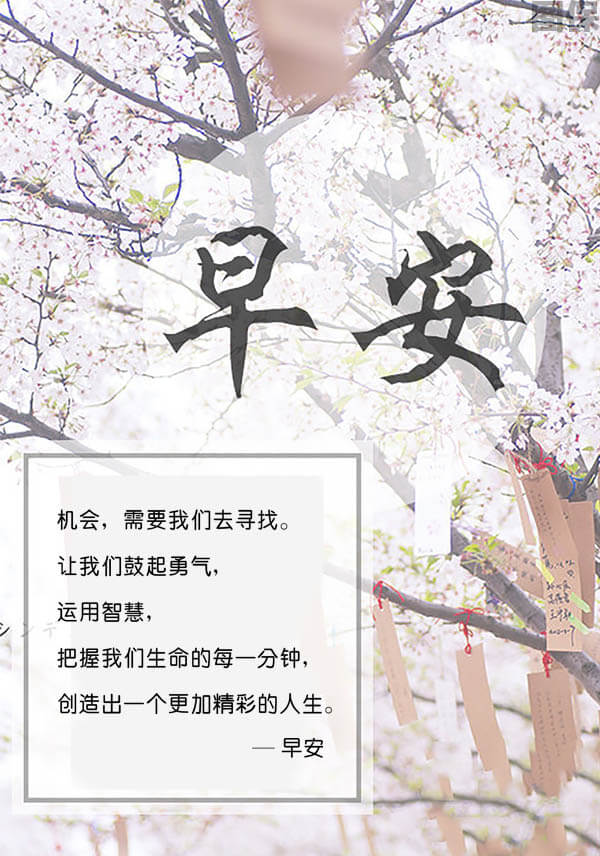 早安
机会，需要我们去寻找。
让我们鼓起勇气，
运用智慧，
把握我们生命的每一分钟，
创造出一个更加精彩的人生。
— 早安